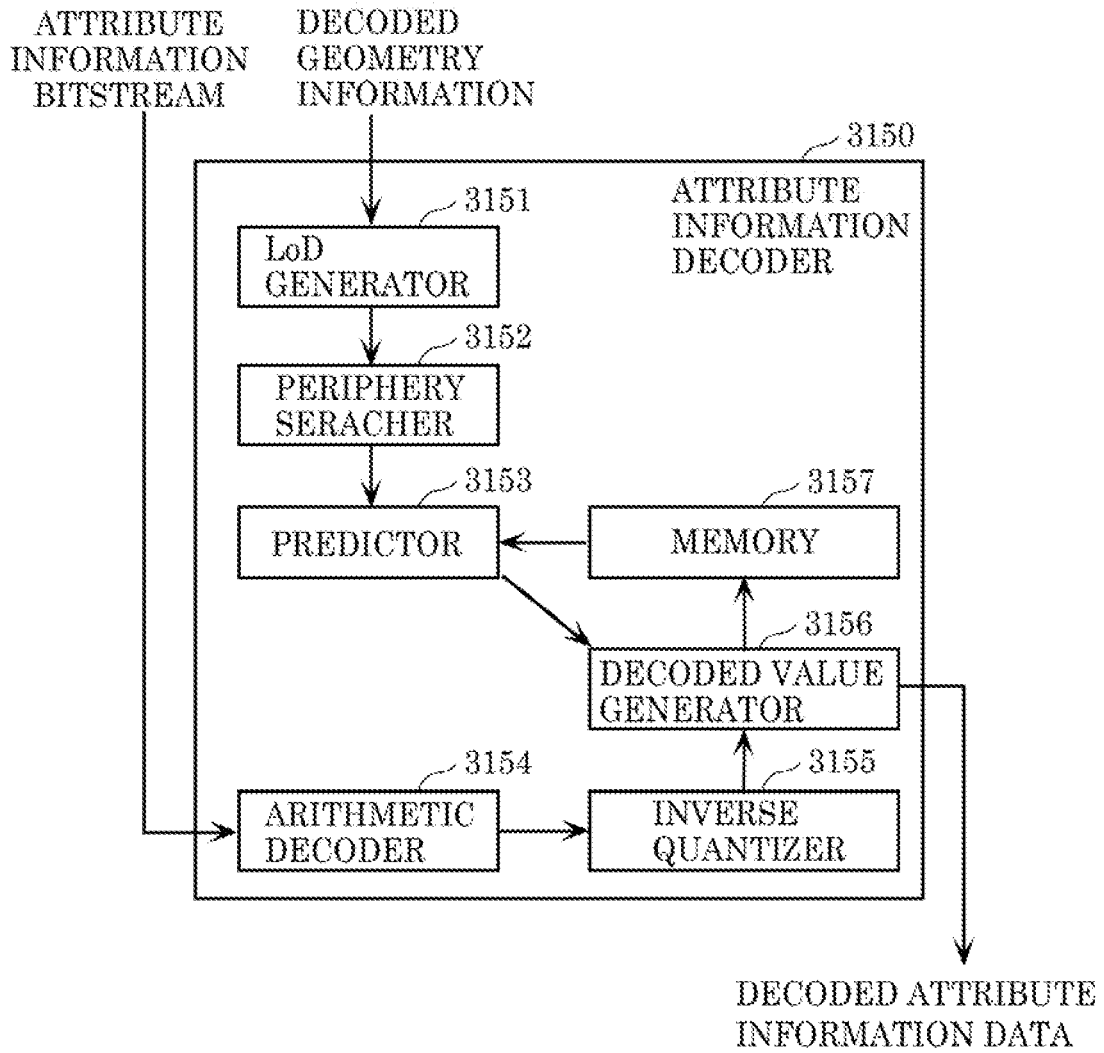 ATTRIBUTE
INFORMATION
BITSTREAM
DECODED
GEOMETRY
INFORMATION
3150
ATTRIBUTE
INFORMATION
DECODER
3151
LoD
GENERATOR
3152
PERIPHERY
SERACHER
3153
PREDICTOR
3157
MEMORY
3156
DECODED VALUE
GENERATOR
3154
ARITHMETIC
DECODER
3155
INVERSE
QUANTIZER
DECODED ATTRIBUTE
INFORMATION DATA